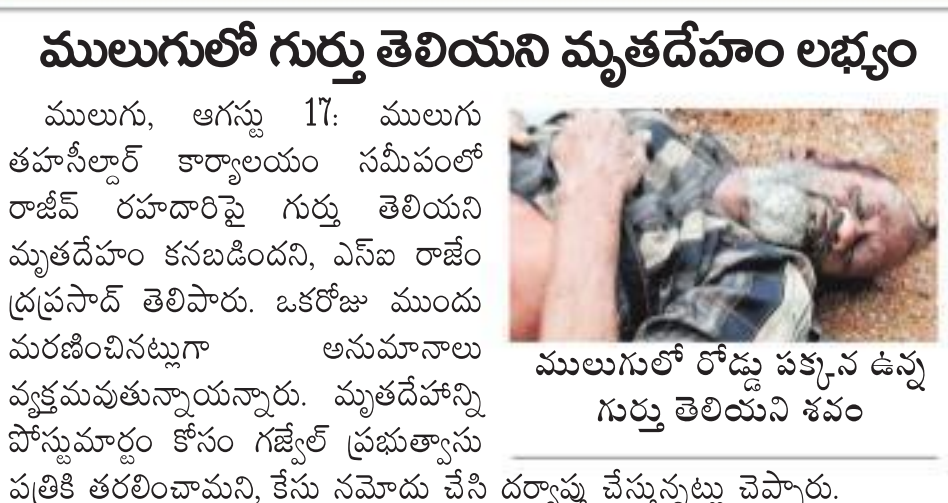 ములుగులో గుర్తు తెలియని మృతదేహం లభ్యం
ములుగు, ఆగస్టు 17: ములుగు
తహసీల్దార్ కార్యాలయం సమీపంలో
రాజీవ్ రహదారిపై గుర్తు తెలియని
మృతదేహం కనబడిందని, ఎస్ఐ రాజేం
ద్రప్రసాద్ తెలిపారు. ఒకరోజు ముందు
మరణించినట్లుగా అనుమానాలు
వ్యక్తమవుతున్నాయన్నారు. మృతదేహాన్ని
పోస్టుమార్టం కోసం గజ్వేల్ ప్రభుత్వాసు
పత్రికి తరలించామని, కేసు నమోదు చేసి దర్యాప్తు చేస్తున్నట్లు చెప్పారు.
ములుగులో రోడ్డు పక్కన ఉన్న
గుర్తు తెలియని శవం